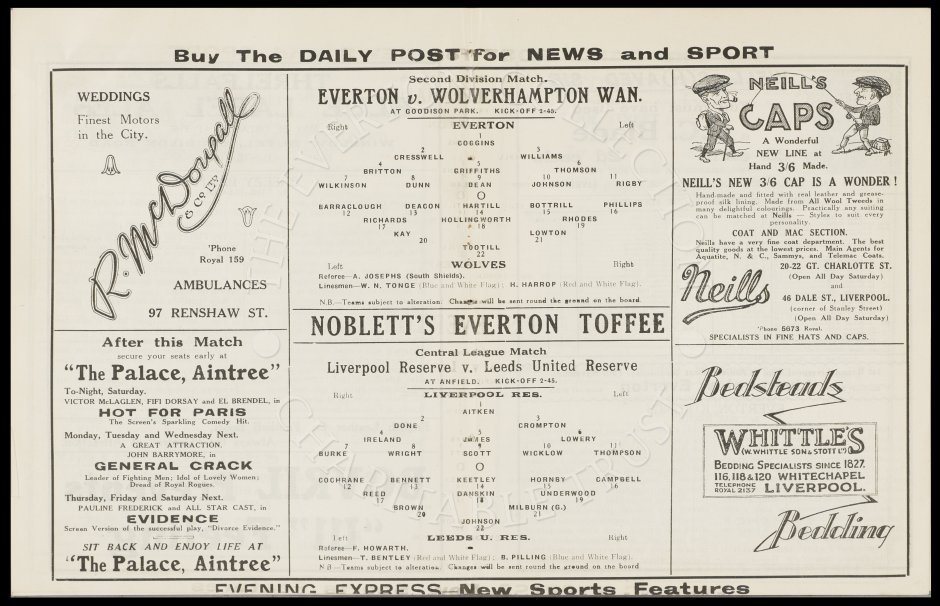 Buy The DAILY POST for NEWS and SPORT
WEDDINGS
Finest Motors
in the City.
R. McDougall
& CO. LTD
'Phone
Royal 159
AMBULANCES
97 RENSHAW ST.
After this Match
secure your seats early at
"The Palace, Aintree"
To-Night, Saturday.
VICTOR McLAGLEN, FIFI DORSAY and EL BRENDEL, in
HOT FOR PARIS
The Screen's Sparkling Comedy Hit.
Monday, Tuesday and Wednesday Next.
A GREAT ATTRACTION.
JOHN BARRYMORE, in
GENERAL CRACK
Leader of Fighting Men; Idol of Lovely Women;
Dread of Royal Rogues.
Thursday, Friday and Saturday Next.
PAULINE FREDERICK and ALL STAR CAST, in
EVIDENCE
Screen Version of the successful play, "Divorce Evidence."
SIT BACK AND ENJOY LIFE AT
"The Palace, Aintree"
Second Division Match.
EVERTON v. WOLVERHAMPTON WAN.
AT GOODISON PARK. KICK-OFF 2-45.
Right EVERTON Left
1
COGGINS
2 3
CRESSWELL WILLIAMS
4 5 6
BRITTON GRIFFITHS THOMSON
7 8 9 10 11
WILKINSON DUNN DEAN JOHNSON RIGBY
O
BARRACLOUGH DEACON HARTILL BOTTRILL PHILLIPS
12 13 14 15 16
RICHARDS HOLLINGWORTH RHODES
17 18 19
KAY LOWTON
20 21
TOOTILL
22
Left WOLVES Right
Referee—A. JOSEPHS (South Shields).
Linesmen—W. N. TONGE (Blue and White Flag); H. HARROP (Red and White Flag).
N.B.—Teams subject to alteration. Changes will be sent round the ground on the board.
NOBLETT'S EVERTON TOFFEE
Central League Match
Liverpool Reserve v. Leeds United Reserve
AT ANFIELD. KICK-OFF 2-45.
Right LIVERPOOL RES. Left
1
AITKEN
2 3
DONE CROMPTON
4 5 6
IRELAND JAMES LOWERY
7 8 9 10 11
BURKE WRIGHT SCOTT WICKLOW THOMPSON
O
COCHRANE BENNETT KEETLEY HORNBY CAMPBELL
12 13 14 15 16
REED DANSKIN UNDERWOOD
17 18 19
BROWN MILBURN (G.)
20 21
JOHNSON
22
Left LEEDS U. RES. Right
Referee—F. HOWARTH.
Linesmen—T. BENTLEY (Red and White Flag); B. PILLING (Blue and White Flag).
N.B—Teams subject to alteration. Changes will be sent round the ground on the board
NEILL'S
CAPS
A Wonderful
NEW LINE at
Hand 3/6 Made.
NEILL'S NEW 3/6 CAP IS A WONDER!
Hand-made and fitted with real leather and grease-
proof silk lining. Made from All Wool Tweeds in
many delightful colourings. Practically any suiting
can be matched at Neills — Styles to suit every
personality.
COAT AND MAC SECTION.
Neills have a very fine coat department. The best
quality goods at the lowest prices. Main Agents for
Aquatite, N. & C., Sammys, and Telemac Coats.
Neills
20-22 GT. CHARLOTTE ST.
(Open All Day Saturday)
and
46 DALE ST., LIVERPOOL.
(corner of Stanley Street)
(Open All Day Saturday)
'Phone 5673 Royal.
SPECIALISTS IN FINE HATS AND CAPS.
Bedsteads
WHITTLE'S
(W. WHITTLE SON & STOTT LTD)
BEDDING SPECIALISTS SINCE 1827.
116, 118 & 120 WHITECHAPEL
TELEPHONE ROYAL 2137 LIVERPOOL.
Bedding
EVENING EXPRESS—New Sports Features